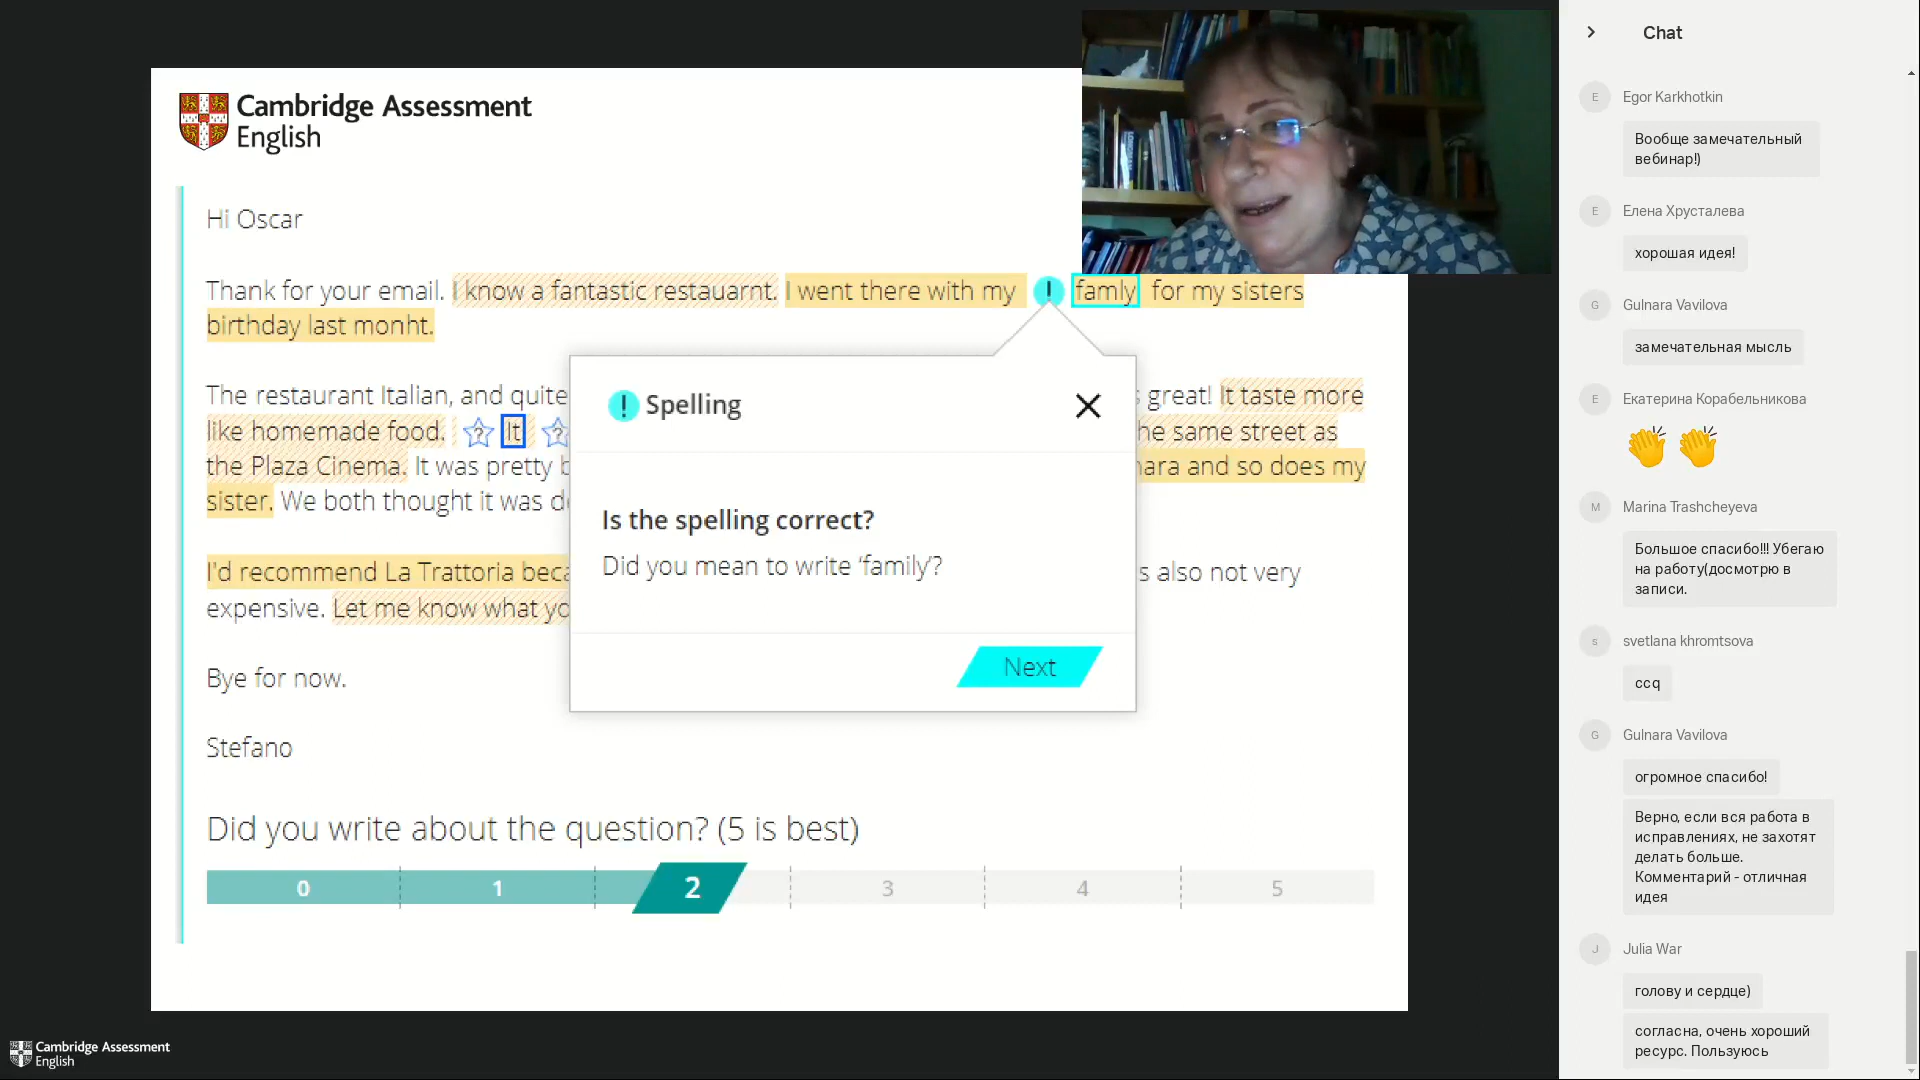 Cambridge Assessment
English
Hi Oscar
Thank for your email. I know a fantastic restauarnt. I went there with my ! famly for my sisters
birthday last monht.
The restaurant Italian, and quite great! It taste more
like homemade food. ? It ? he same street as
the Plaza Cinema. It was pretty and so does my
sister. We both thought it was
I'd recommend La Trattoria also not very
expensive. Let me know what
Bye for now.
Stefano
! Spelling
Is the spelling correct?
Did you mean to write ‘family’?
Next
Did you write about the question? (5 is best)
0 1 2 3 4 5
Cambridge Assessment
English
Chat
E Egor Karkhotkin
Вообще замечательный
вебинар!)
E Елена Хрусталева
хорошая идея!
G Gulnara Vavilova
замечательная мысль
E Екатерина Корабельникова
M Marina Trashcheyeva
Большое спасибо!!! Убегаю
на работу(досмотрю в
записи.
s svetlana khromtsova
ccq
G Gulnara Vavilova
огромное спасибо!
Верно, если вся работа в
исправлениях, не захотят
делать больше.
Комментарий - отличная
идея
J Julia War
голову и сердце)
согласна, очень хороший
ресурс. Пользуюсь